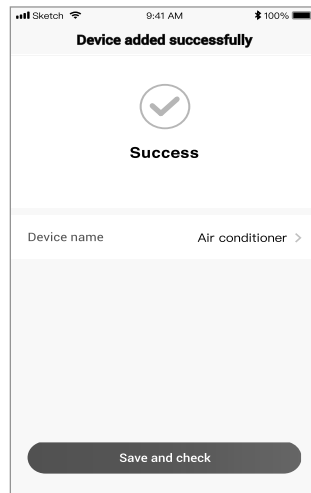 Sketch 9:41 AM 100%
Device added successfully
Success
Device name Air conditioner >
Save and check